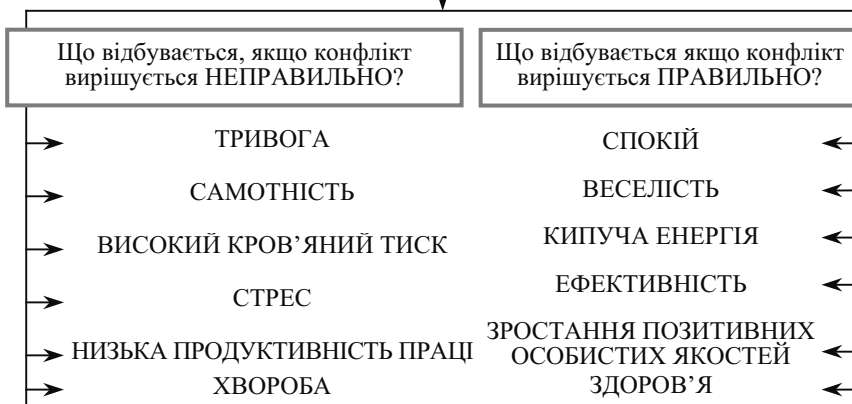 Що відбувається, якщо конфлікт
вирішується НЕПРАВИЛЬНО?
ТРИВОГА
САМОТНІСТЬ
ВИСОКИЙ КРОВ’ЯНИЙ ТИСК
СТРЕС
НИЗЬКА ПРОДУКТИВНІСТЬ ПРАЦІ
ХВОРОБА
Що відбувається якщо конфлікт
вирішується ПРАВИЛЬНО?
СПОКІЙ
ВЕСЕЛІСТЬ
КИПУЧА ЕНЕРГІЯ
ЕФЕКТИВНІСТЬ
ЗРОСТАННЯ ПОЗИТИВНИХ
ОСОБИСТИХ ЯКОСТЕЙ
ЗДОРОВ’Я